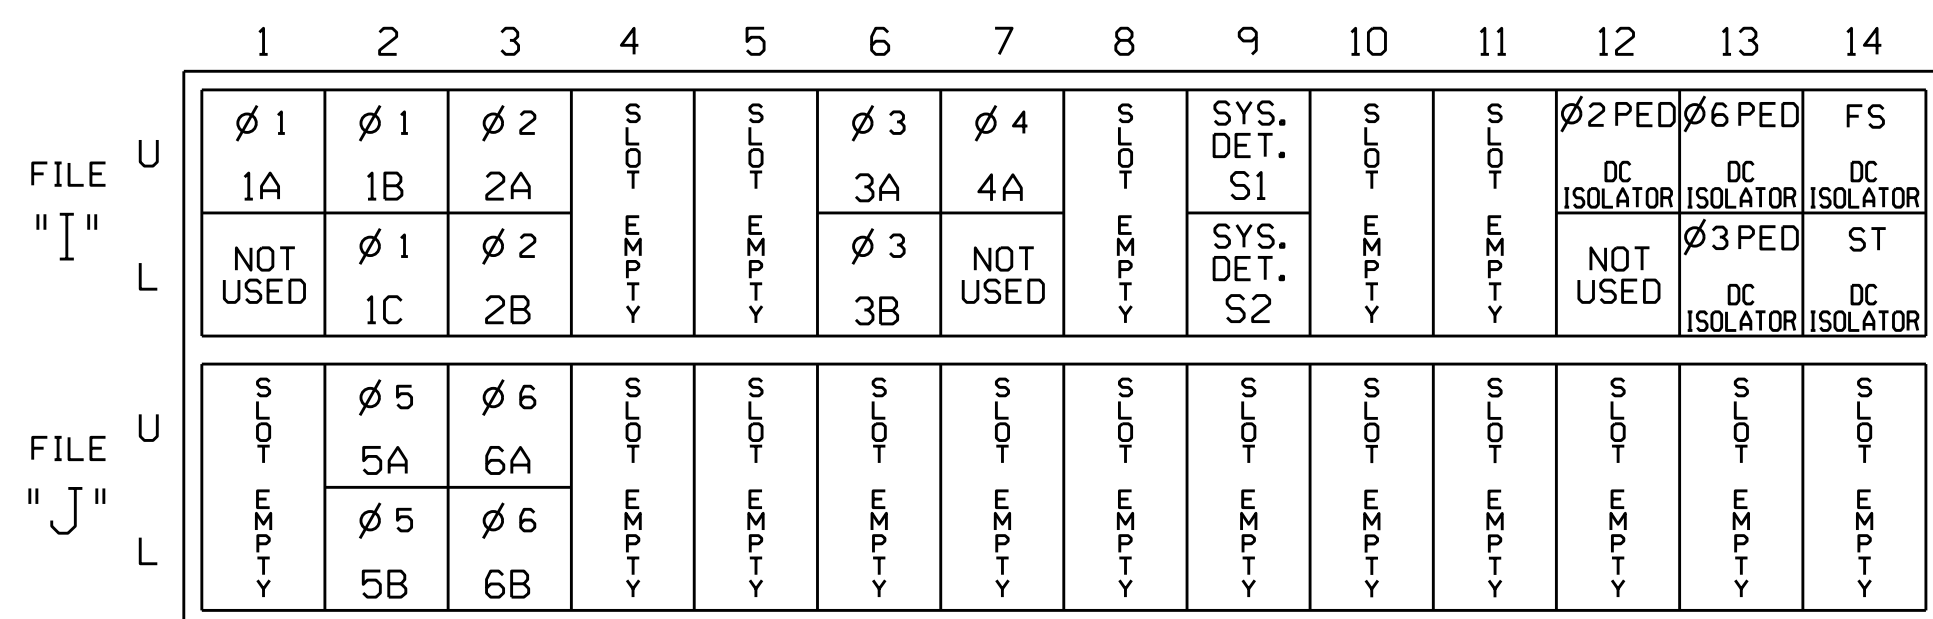 1 2 3 4 5 6 7 8 9 10 11 12 13 14
FILE "I"
U
Ø 1 1A
Ø 1 1B
Ø 2 2A
SLOT EMPTY
SLOT EMPTY
Ø 3 3A
Ø 4 4A
SLOT EMPTY
SYS. DET. S1
SLOT EMPTY
SLOT EMPTY
Ø2 PED DC ISOLATOR
Ø6 PED DC ISOLATOR
FS DC ISOLATOR
L
NOT USED
Ø 1 1C
Ø 2 2B
Ø 3 3B
NOT USED
SYS. DET. S2
NOT USED
Ø3 PED DC ISOLATOR
ST DC ISOLATOR
FILE "J"
U
SLOT EMPTY
Ø 5 5A
Ø 6 6A
SLOT EMPTY
SLOT EMPTY
SLOT EMPTY
SLOT EMPTY
SLOT EMPTY
SLOT EMPTY
SLOT EMPTY
SLOT EMPTY
SLOT EMPTY
SLOT EMPTY
SLOT EMPTY
L
Ø 5 5B
Ø 6 6B